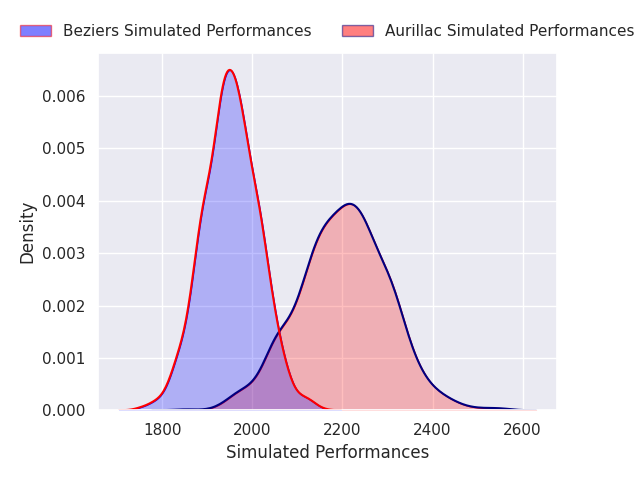 Beziers Simulated Performances Aurillac Simulated Performances
0.006
0.005
0.004
0.003
0.002
0.001
0.000
Density
1800 2000 2200 2400 2600
Simulated Performances